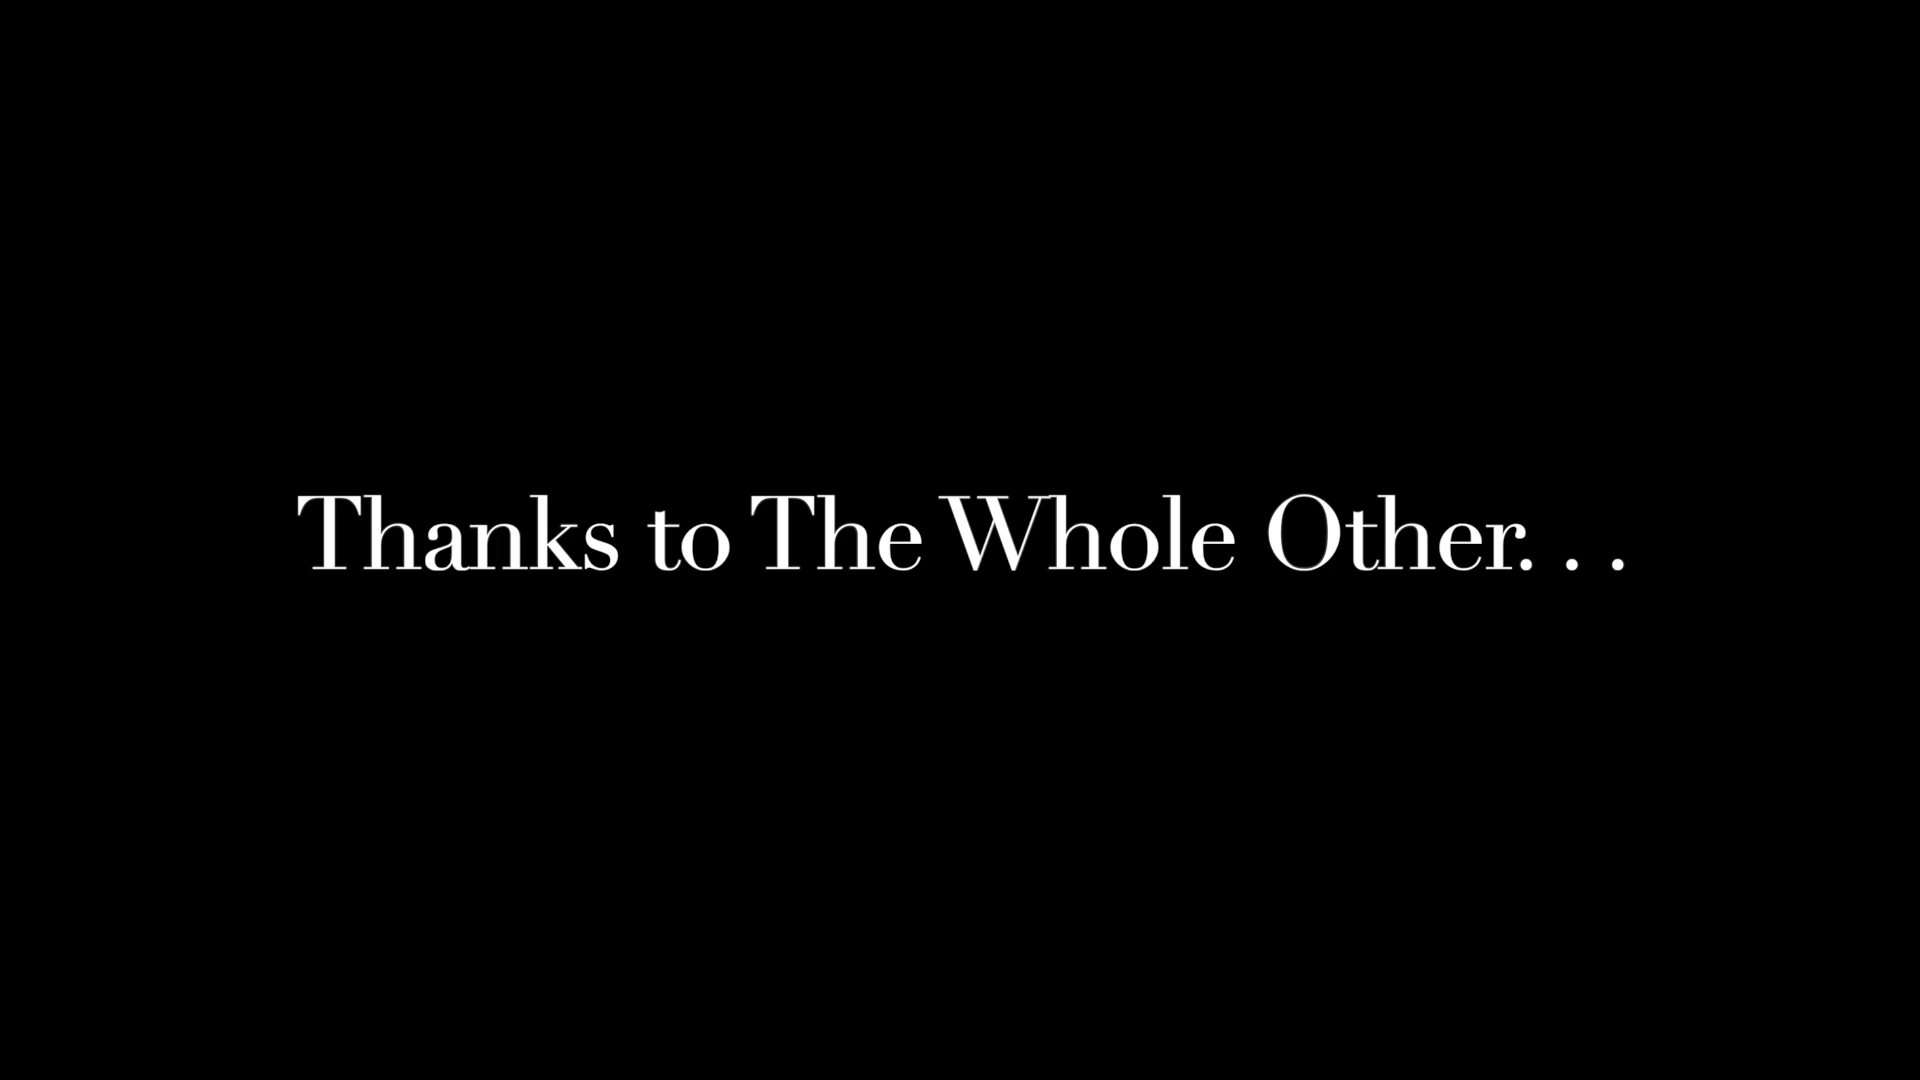 Thanks to The Whole Other. . .